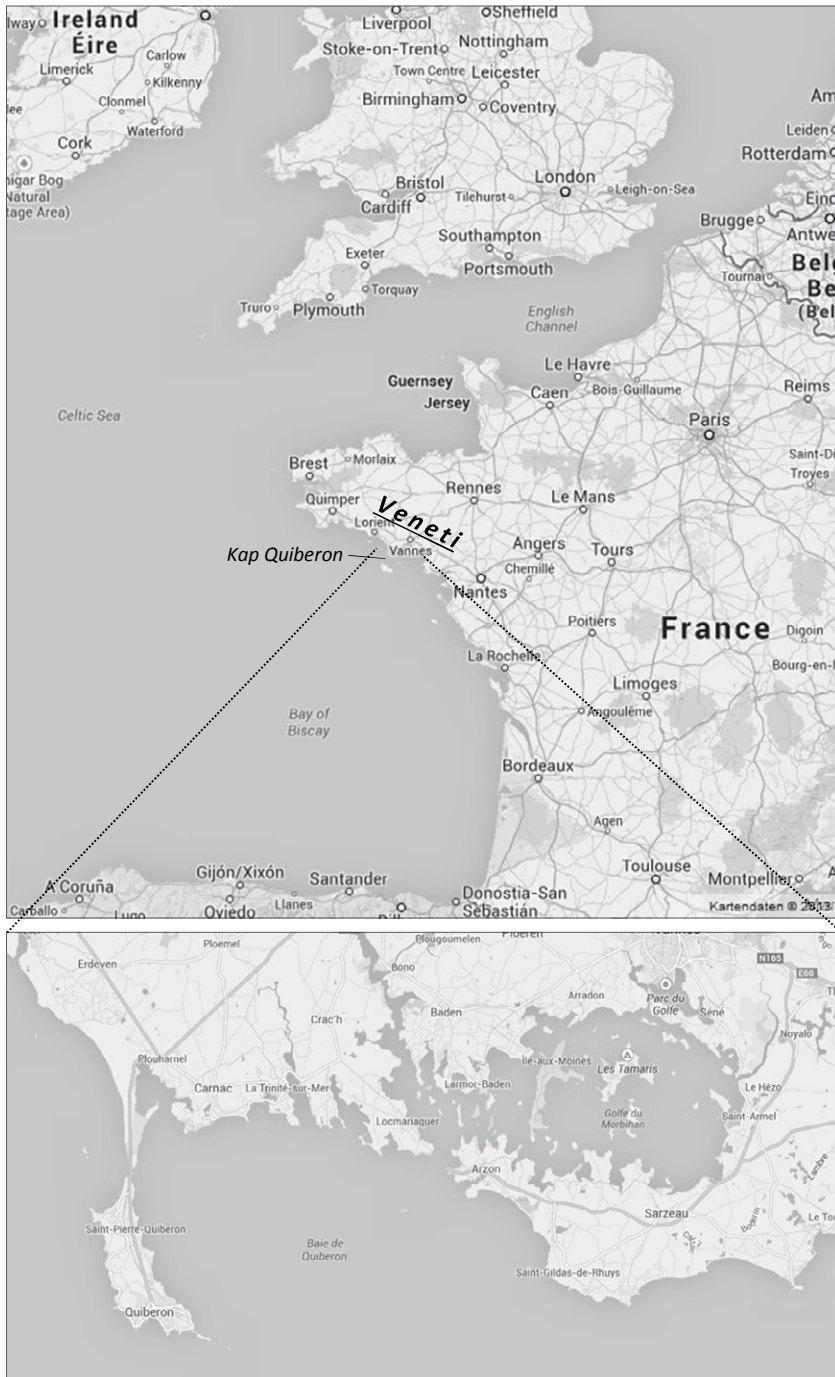 Ireland
Éire
Liverpool
Sheffield
Stoke-on-Trent
Nottingham
Carlow
Limerick
Kilkenny
Town Centre
Leicester
Birmingham
Coventry
Clonmel
Waterford
Cork
Leiden
Rotterdam
London
Bristol
Tilehurst
Leigh-on-Sea
Cardiff
Brugge
Southampton
Exeter
Portsmouth
Tournai
Torquay
Truro
Plymouth
English
Channel
Le Havre
Guernsey
Caen
Bois-Guillaume
Reims
Jersey
Celtic Sea
Paris
Brest
Morlaix
Troyes
Rennes
Le Mans
Quimper
Lorient
Veneti
Kap Quiberon
Vannes
Angers
Tours
Chemillé
Nantes
Poitiers
France
Digoin
La Rochelle
Limoges
Bay of
Biscay
Angoulême
Bordeaux
Agen
Gijón/Xixón
Santander
Toulouse
Montpellier
A Coruña
Carballo
Lugo
Oviedo
Llanes
Donostia-San
Sebastián
Kartendaten ©
Ploemel
Plougoumelen
Ploeren
N165
Erdeven
Bono
E60
Arradon
Parc du
Golfe
Séné
Crac'h
Baden
Noyalo
Plouharnel
Île-aux-Moines
Les Tamaris
Carnac
La Trinité-sur-Mer
Larmor-Baden
Le Hézo
Locmariaquer
Golfe du
Morbihan
Saint-Armel
Arzon
Sarzeau
Saint-Pierre-Quiberon
Baie de
Quiberon
Saint-Gildas-de-Rhuys
Quiberon